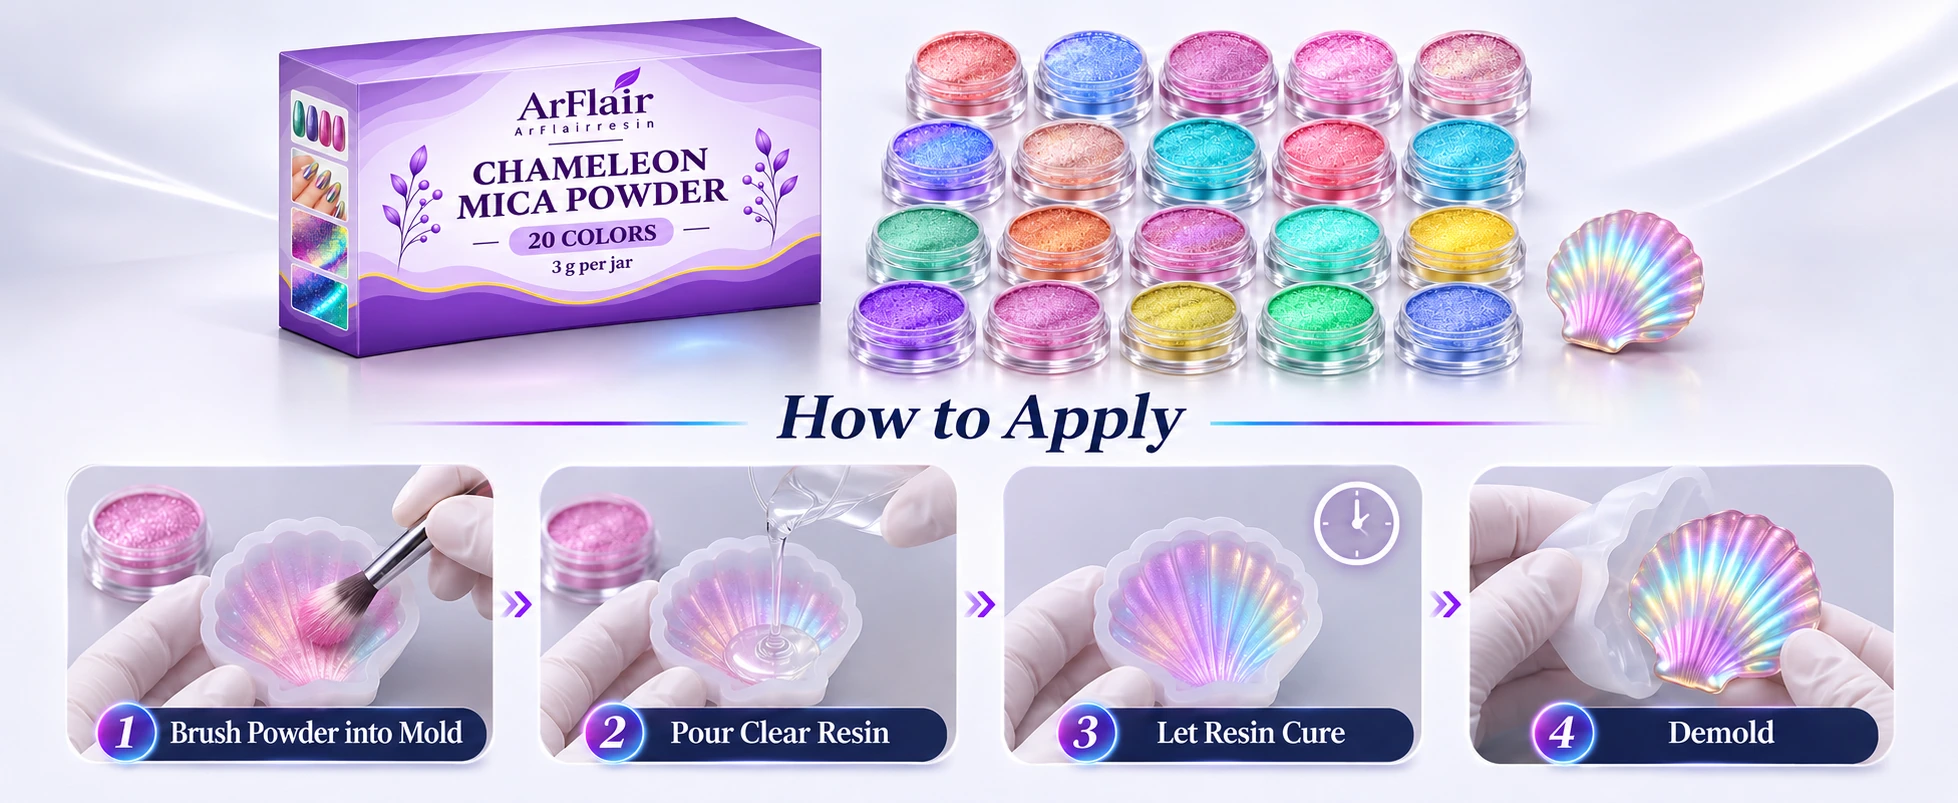 ArFlair
ArFlairresin
CHAMELEON
MICA POWDER
20 COLORS
3 g per jar
How to Apply
1 Brush Powder into Mold
2 Pour Clear Resin
3 Let Resin Cure
4 Demold